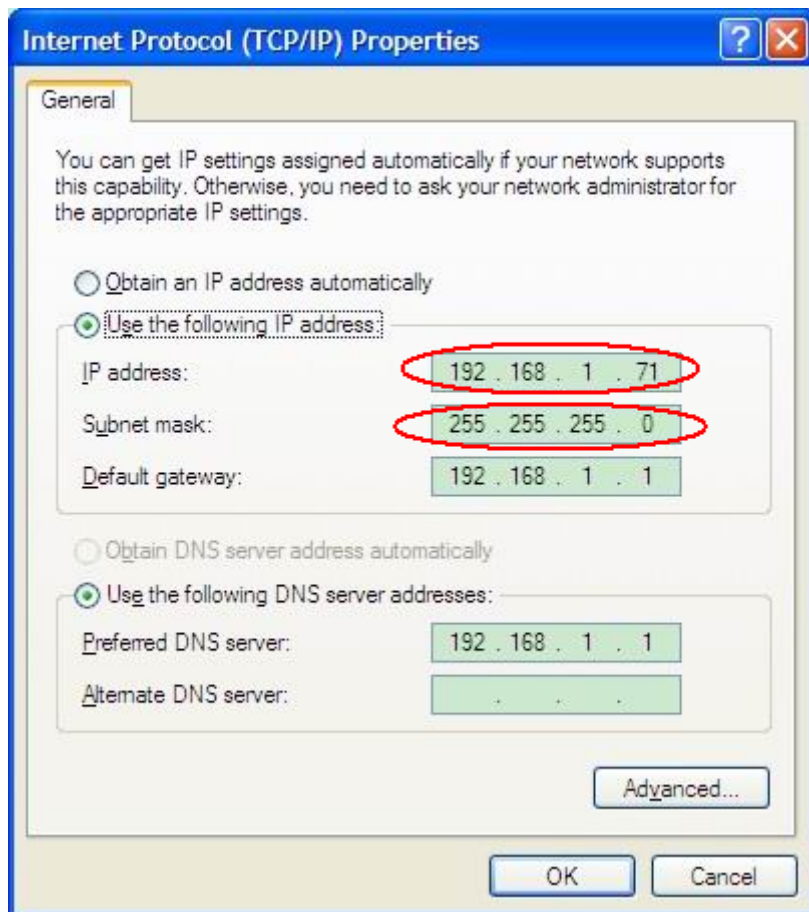 Internet Protocol (TCP/IP) Properties
General
You can get IP settings assigned automatically if your network supports
this capability. Otherwise, you need to ask your network administrator for
the appropriate IP settings.
Obtain an IP address automatically
Use the following IP address:
IP address: 192 . 168 . 1 . 71
Subnet mask: 255 . 255 . 255 . 0
Default gateway: 192 . 168 . 1 . 1
Obtain DNS server address automatically
Use the following DNS server addresses:
Preferred DNS server: 192 . 168 . 1 . 1
Alternate DNS server: . . .
Advanced...
OK Cancel